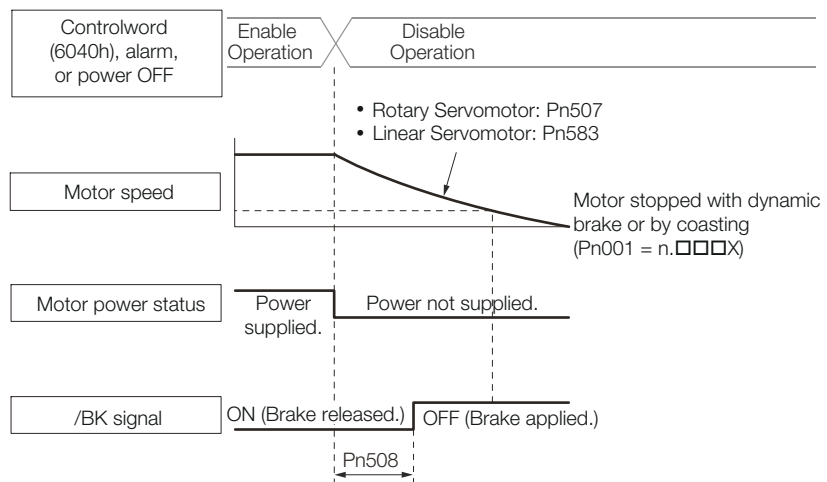 Controlword
(6040h), alarm,
or power OFF
Enable
Operation
Disable
Operation
• Rotary Servomotor: Pn507
• Linear Servomotor: Pn583
Motor speed
Motor stopped with dynamic
brake or by coasting
(Pn001 = n.□□□X)
Motor power status
Power
supplied.
Power not supplied.
/BK signal
ON (Brake released.)
OFF (Brake applied.)
Pn508